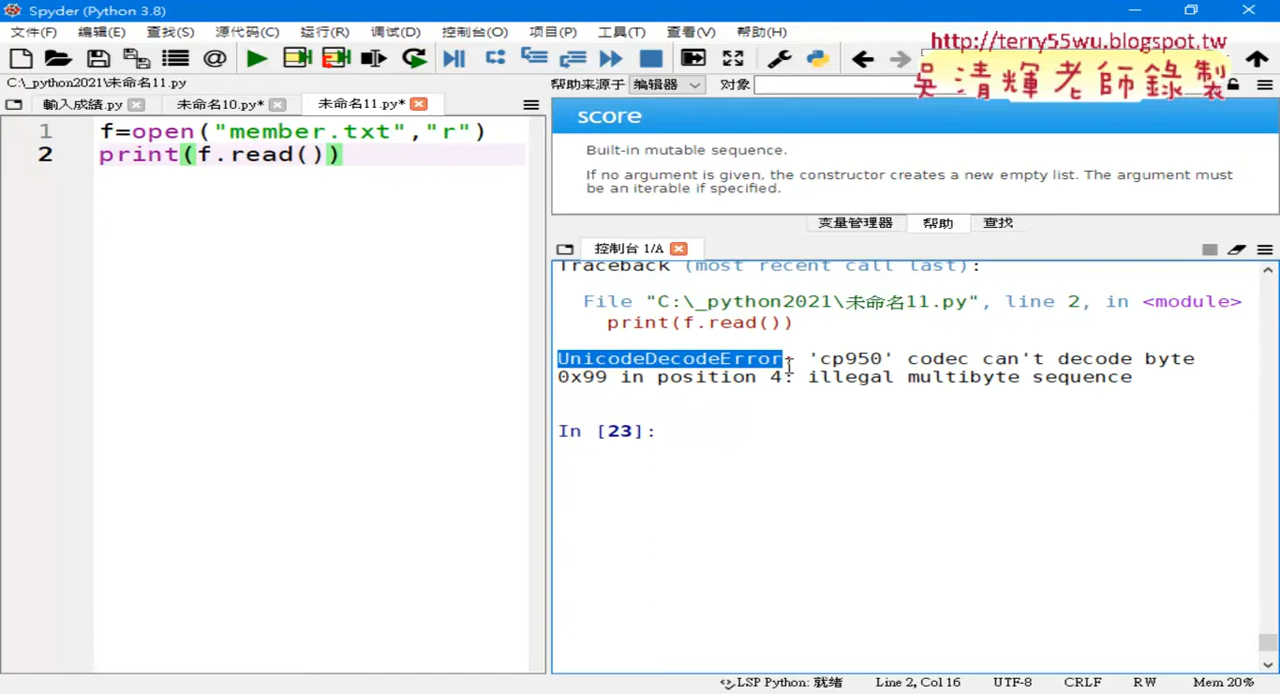 Spyder (Python 3.8)
文件(F) 编辑(E) 查找(S) 源代码(C) 运行(R) 调试(D) 控制台(O) 项目(P) 工具(T) 查看(V) 帮助(H)
http://terry55wu.blogspot.tw
吳清輝老師錄製
C:\_python2021\未命名11.py
帮助来源于 编辑器 对象
輸入成績.py 未命名10.py* 未命名11.py*
1 f=open("member.txt","r")
2 print(f.read())
score
Built-in mutable sequence.
If no argument is given, the constructor creates a new empty list. The argument must
be an iterable if specified.
变量管理器 帮助 查找
控制台 1/A
Traceback (most recent call last):
File "C:\_python2021\未命名11.py", line 2, in <module>
print(f.read())
UnicodeDecodeError: 'cp950' codec can't decode byte
0x99 in position 4: illegal multibyte sequence
In [23]:
LSP Python: 就绪 Line 2, Col 16 UTF-8 CRLF RW Mem 20%